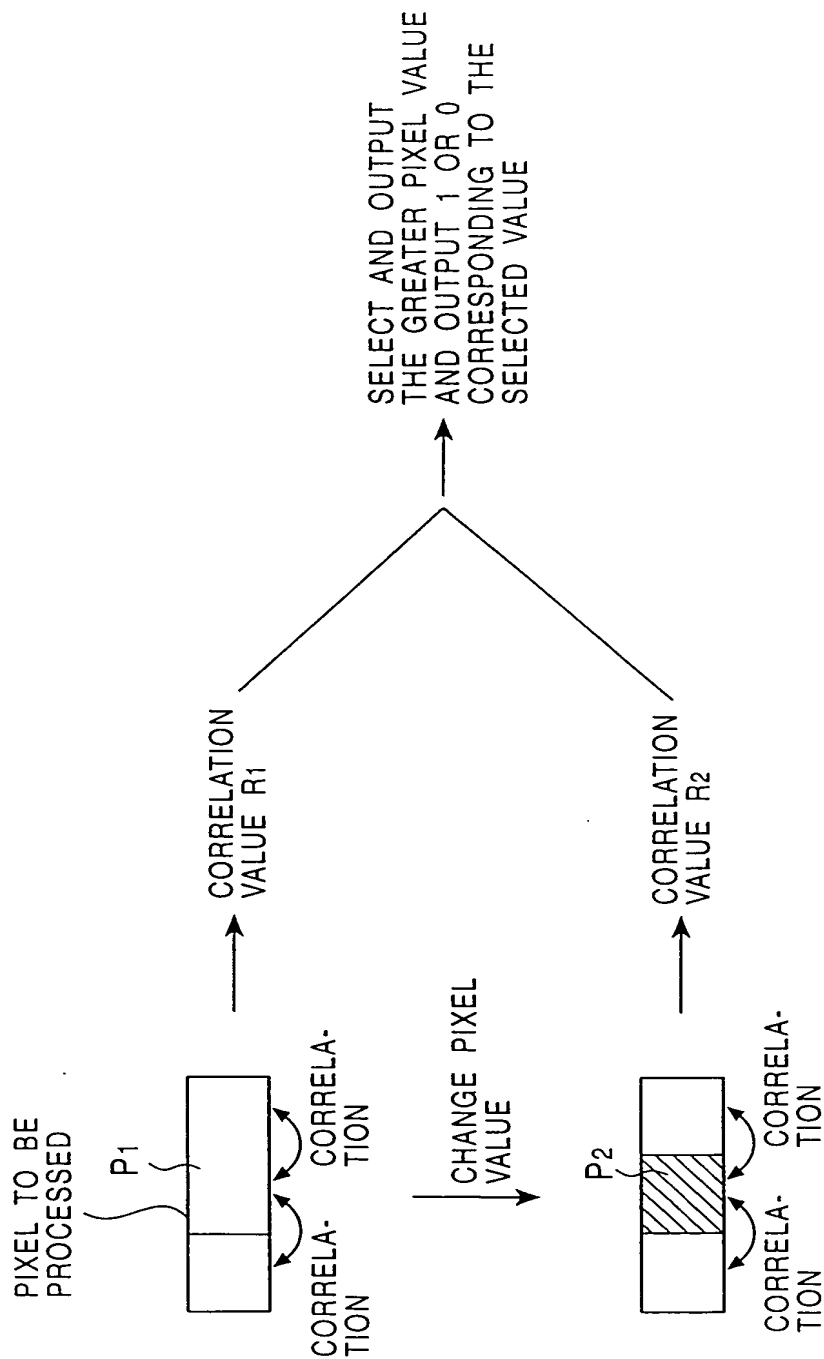 PIXEL TO BE
PROCESSED
P1
CORRELA-
TION
CORRELA-
TION
CORRELATION
VALUE R1
CHANGE PIXEL
VALUE
P2
CORRELA-
TION
CORRELA-
TION
CORRELATION
VALUE R2
SELECT AND OUTPUT
THE GREATER PIXEL VALUE
AND OUTPUT 1 OR 0
CORRESPONDING TO THE
SELECTED VALUE